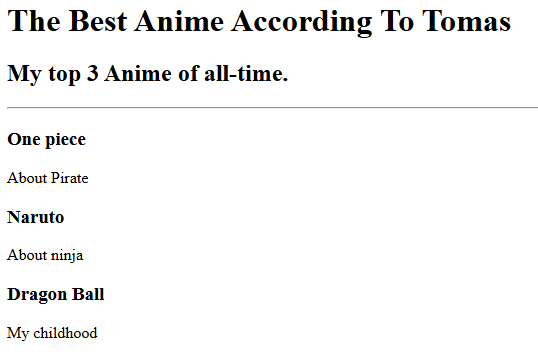 The Best Anime According To Tomas
My top 3 Anime of all-time.
One piece
About Pirate
Naruto
About ninja
Dragon Ball
My childhood